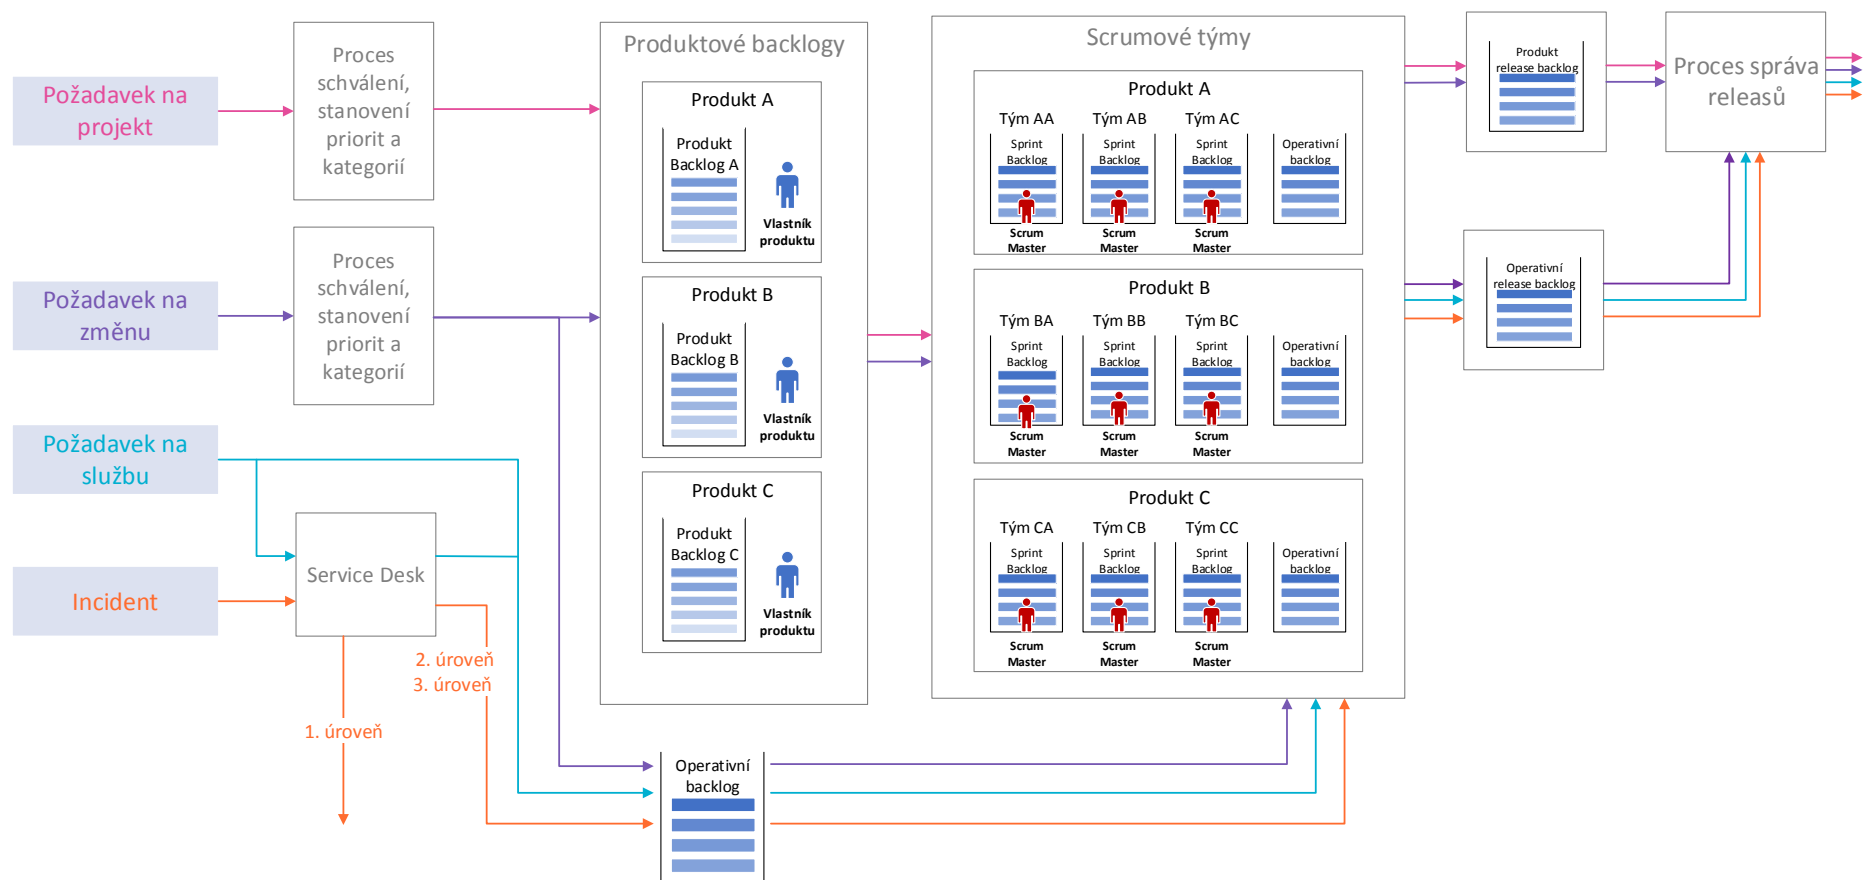 Požadavek na
projekt
Proces
schválení,
stanovení
priorit a
kategorií
Požadavek na
změnu
Proces
schválení,
stanovení
priorit a
kategorií
Požadavek na
službu
Incident
Service Desk
1. úroveň
2. úroveň
3. úroveň
Produktové backlogy
Produkt A
Produkt
Backlog A
Vlastník
produktu
Produkt B
Produkt
Backlog B
Vlastník
produktu
Produkt C
Produkt
Backlog C
Vlastník
produktu
Operativní
backlog
Scrumové týmy
Produkt A
Tým AA
Sprint
Backlog
Scrum
Master
Tým AB
Sprint
Backlog
Scrum
Master
Tým AC
Sprint
Backlog
Scrum
Master
Operativní
backlog
Produkt B
Tým BA
Sprint
Backlog
Scrum
Master
Tým BB
Sprint
Backlog
Scrum
Master
Tým BC
Sprint
Backlog
Scrum
Master
Operativní
backlog
Produkt C
Tým CA
Sprint
Backlog
Scrum
Master
Tým CB
Sprint
Backlog
Scrum
Master
Tým CC
Sprint
Backlog
Scrum
Master
Operativní
backlog
Produkt
release backlog
Operativní
release backlog
Proces správa
releasů